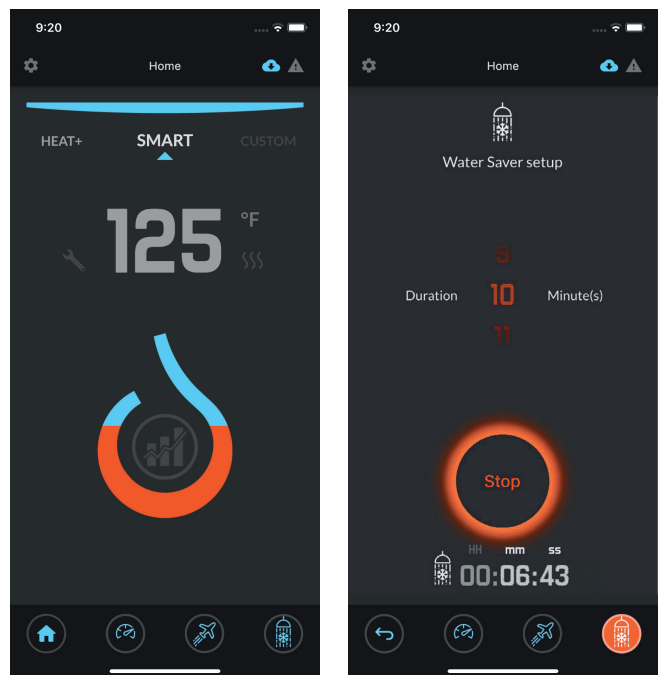 9:20
Home
HEAT+ SMART CUSTOM
125 °F
9:20
Home
Water Saver setup
9
Duration 10 Minute(s)
11
Stop
HH mm ss
00:06:43